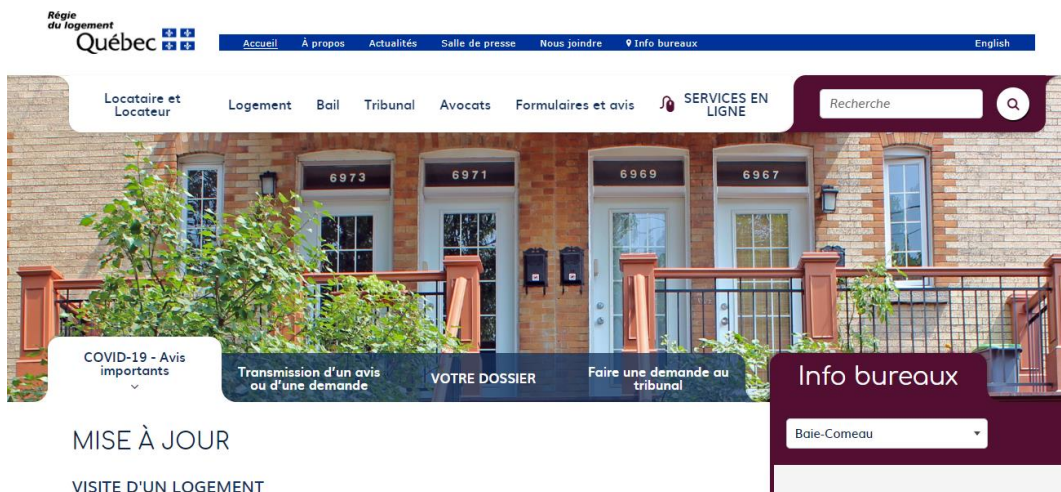 Régie
du logement
Québec
Accueil À propos Actualités Salle de presse Nous joindre Info bureaux English
Locataire et
Locateur
Logement Bail Tribunal Avocats Formulaires et avis
SERVICES EN
LIGNE
Recherche
6973 6971 6969 6967
COVID-19 - Avis
importants
Transmission d'un avis
ou d'une demande
VOTRE DOSSIER
Faire une demande au
tribunal
Info bureaux
Baie-Comeau
MISE À JOUR
VISITE D'UN LOGEMENT